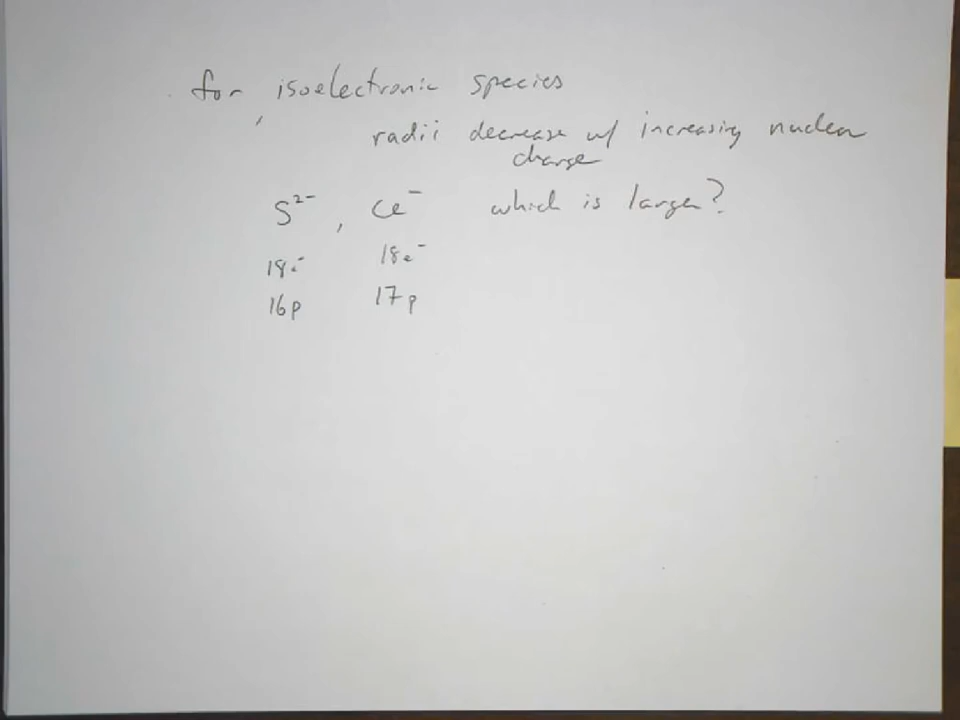 for isoelectronic species
radii decrease w/ increasing nuclear
charge
S²⁻, Cl⁻ which is larger?
18e⁻ 18e⁻
16p 17p